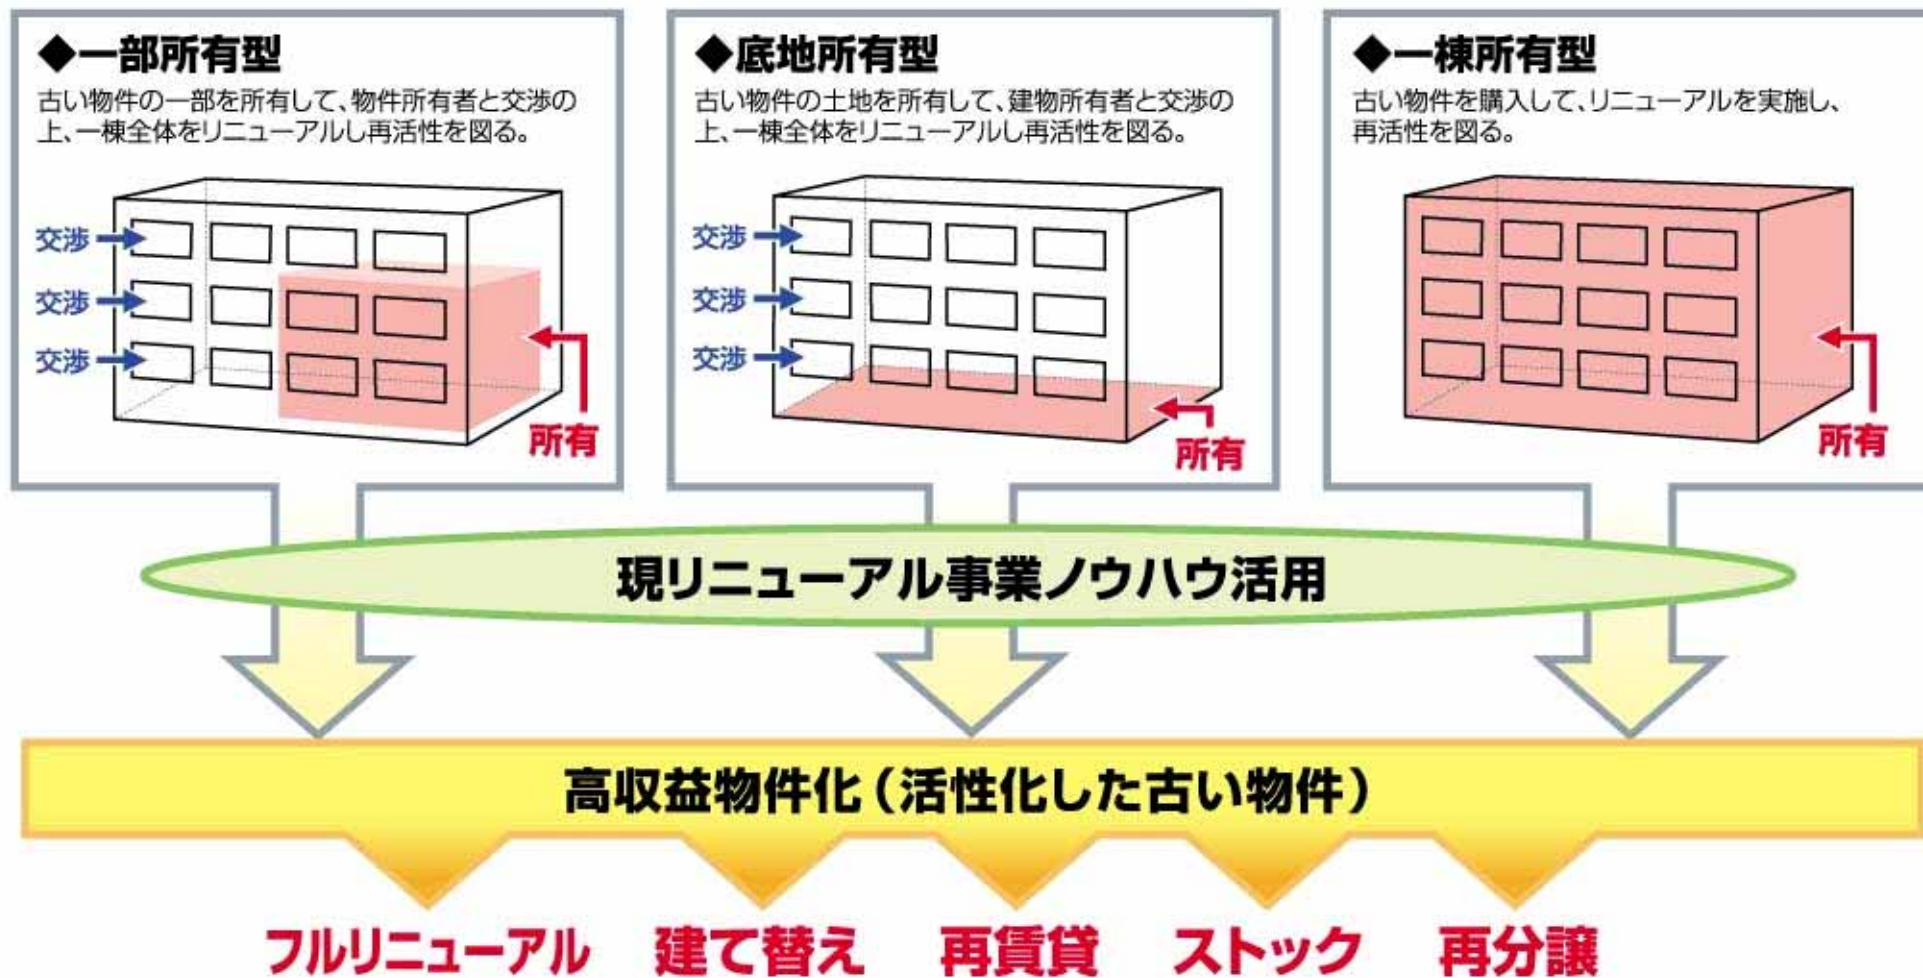 ◆一部所有型
古い物件の一部を所有して、物件所有者と交渉の
上、一棟全体をリニューアルし再活性を図る。
交渉
交渉
交渉
所有
◆底地所有型
古い物件の土地を所有して、建物所有者と交渉の
上、一棟全体をリニューアルし再活性を図る。
交渉
交渉
交渉
所有
◆一棟所有型
古い物件を購入して、リニューアルを実施し、
再活性を図る。
所有
現リニューアル事業ノウハウ活用
高収益物件化（活性化した古い物件）
フルリニューアル 建て替え 再賃貸 ストック 再分譲